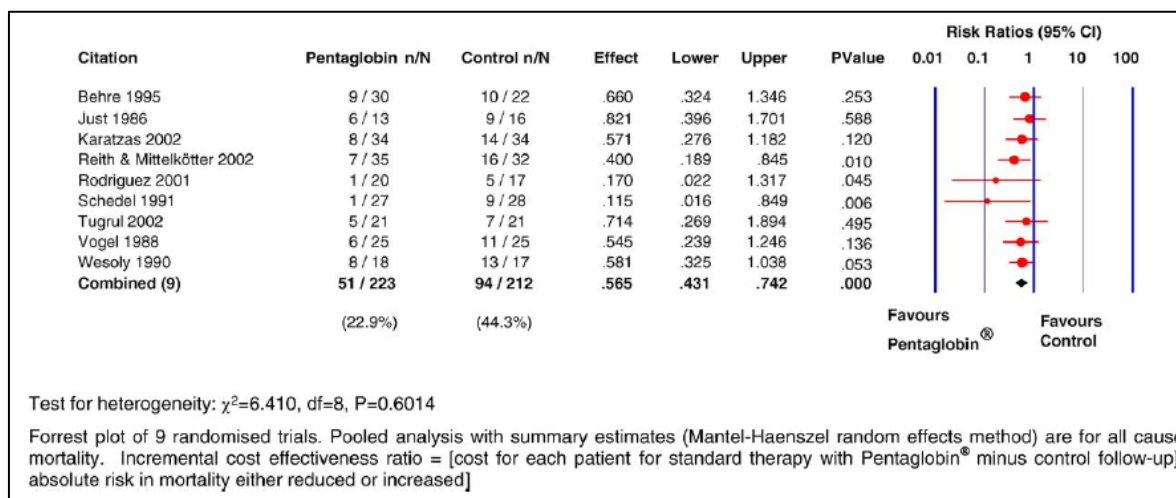 Risk Ratios (95% CI)
Citation Pentaglobin n/N Control n/N Effect Lower Upper PValue 0.01 0.1 1 10 100
Behre 1995 9 / 30 10 / 22 .660 .324 1.346 .253
Just 1986 6 / 13 9 / 16 .821 .396 1.701 .588
Karatzas 2002 8 / 34 14 / 34 .571 .276 1.182 .120
Reith & Mittelkötter 2002 7 / 35 16 / 32 .400 .189 .845 .010
Rodriguez 2001 1 / 20 5 / 17 .170 .022 1.317 .045
Schedel 1991 1 / 27 9 / 28 .115 .016 .849 .006
Tugrul 2002 5 / 21 7 / 21 .714 .269 1.894 .495
Vogel 1988 6 / 25 11 / 25 .545 .239 1.246 .136
Wesoly 1990 8 / 18 13 / 17 .581 .325 1.038 .053
Combined (9) 51 / 223 94 / 212 .565 .431 .742 .000
(22.9%) (44.3%)
Favours Favours
Pentaglobin® Control
Test for heterogeneity: χ²=6.410, df=8, P=0.6014
Forrest plot of 9 randomised trials. Pooled analysis with summary estimates (Mantel-Haenszel random effects method) are for all cause
mortality. Incremental cost effectiveness ratio = [cost for each patient for standard therapy with Pentaglobin® minus control follow-up]
absolute risk in mortality either reduced or increased]